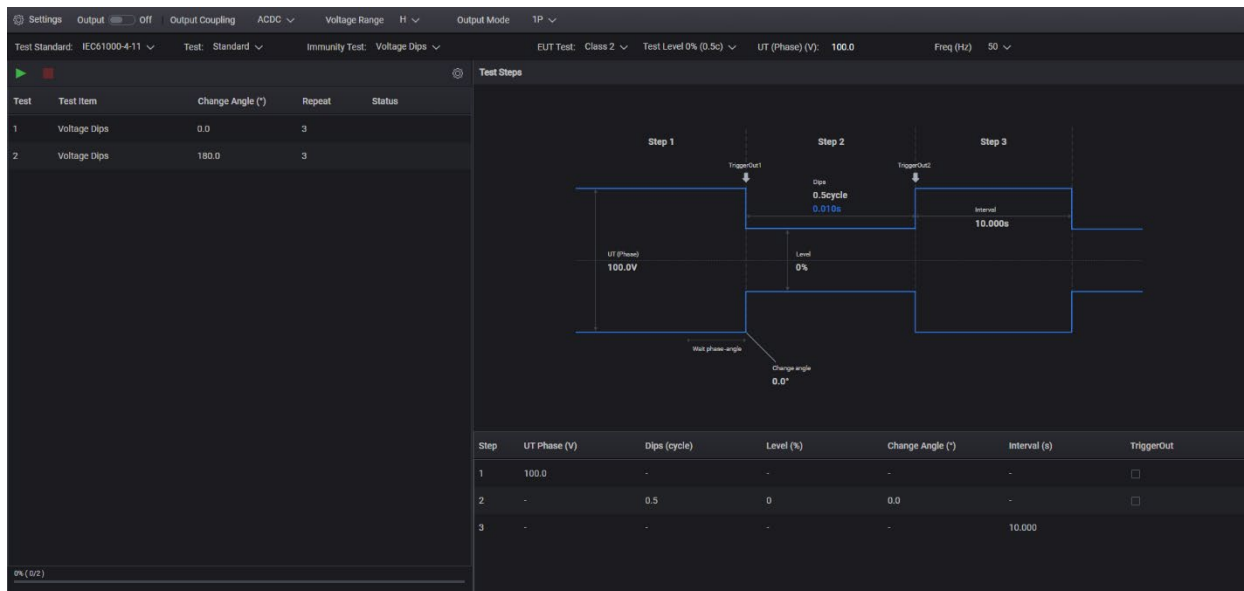 Settings Output Off Output Coupling ACDC Voltage Range H Output Mode 1P
Test Standard: IEC61000-4-11 Test: Standard Immunity Test: Voltage Dips EUT Test: Class 2 Test Level 0% (0.5c) UT (Phase) (V): 100.0 Freq (Hz) 50
Test Steps
Test Test Item Change Angle (°) Repeat Status
1 Voltage Dips 0.0 3
2 Voltage Dips 180.0 3
0% ( 0/2 )
Step 1 Step 2 Step 3
TriggerOut1 TriggerOut2
Dips
0.5cycle
0.010s
Interval
10.000s
UT (Phase)
100.0V
Level
0%
Wait phase-angle
Change angle
0.0°
Step UT Phase (V) Dips (cycle) Level (%) Change Angle (°) Interval (s) TriggerOut
1 100.0 - - - -
2 - 0.5 0 0.0 -
3 - - - - 10.000